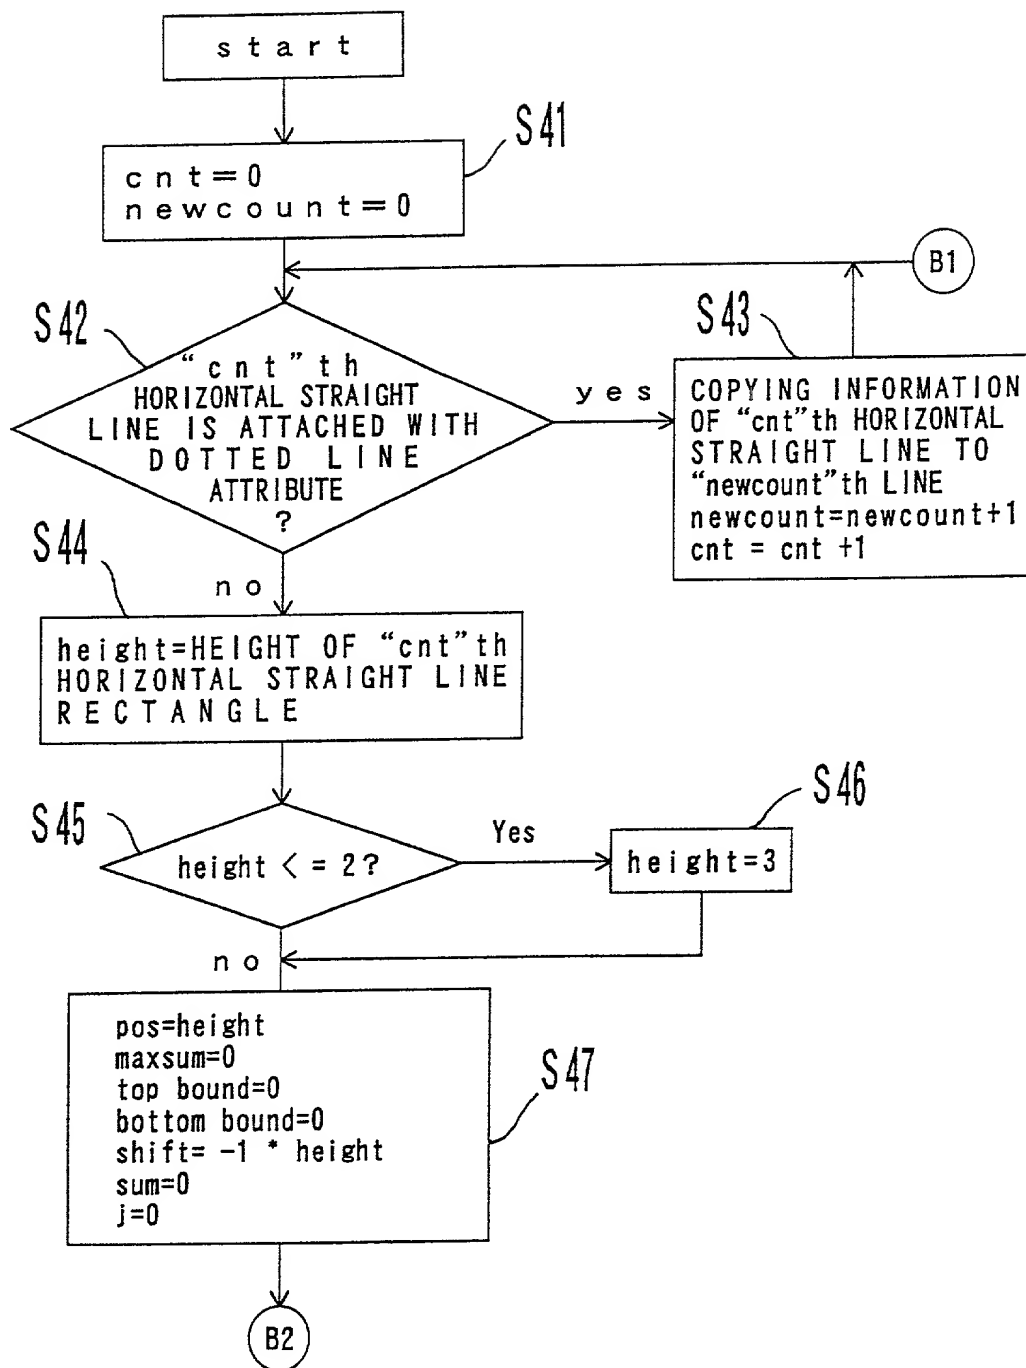 start
S41
cnt=0
newcount=0
B1
S42
S43
"cnt"th
HORIZONTAL STRAIGHT
LINE IS ATTACHED WITH
DOTTED LINE
ATTRIBUTE
?
yes
COPYING INFORMATION
OF "cnt"th HORIZONTAL
STRAIGHT LINE TO
"newcount"th LINE
newcount=newcount+1
cnt = cnt +1
S44
no
height=HEIGHT OF "cnt"th
HORIZONTAL STRAIGHT LINE
RECTANGLE
S45
height < = 2?
Yes
S46
height=3
no
S47
pos=height
maxsum=0
top bound=0
bottom bound=0
shift= -1 * height
sum=0
j=0
B2